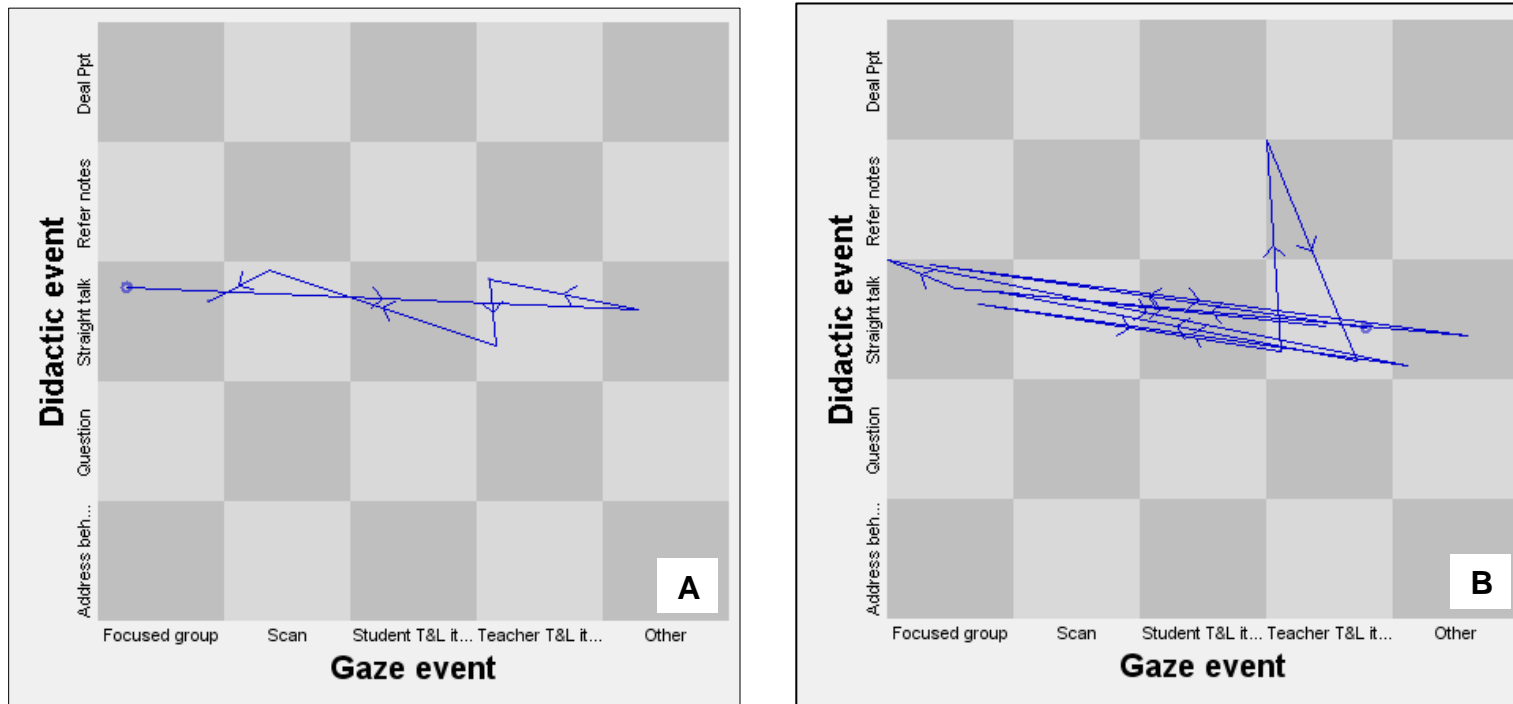 Didactic event
Deal Ppt
Refer notes
Straight talk
Question
Address beh...
A
Focused group
Scan
Student T&L it...
Teacher T&L it...
Other
Gaze event
Didactic event
Deal Ppt
Refer notes
Straight talk
Question
Address beh...
B
Focused group
Scan
Student T&L it...
Teacher T&L it...
Other
Gaze event